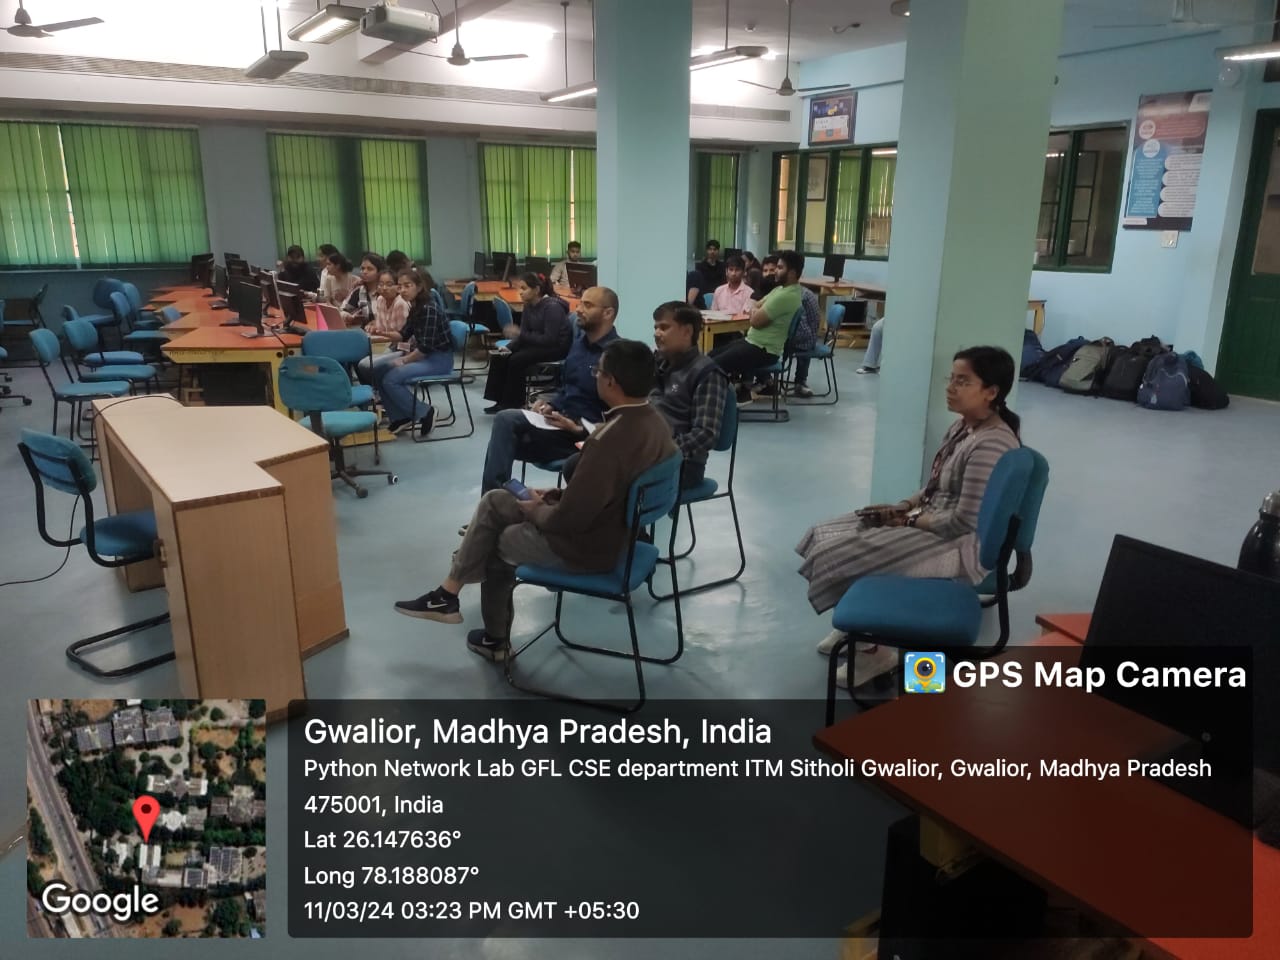 GPS Map Camera
Gwalior, Madhya Pradesh, India
Python Network Lab GFL CSE department ITM Sitholi Gwalior, Gwalior, Madhya Pradesh
475001, India
Lat 26.147636°
Long 78.188087°
11/03/24 03:23 PM GMT +05:30
Google